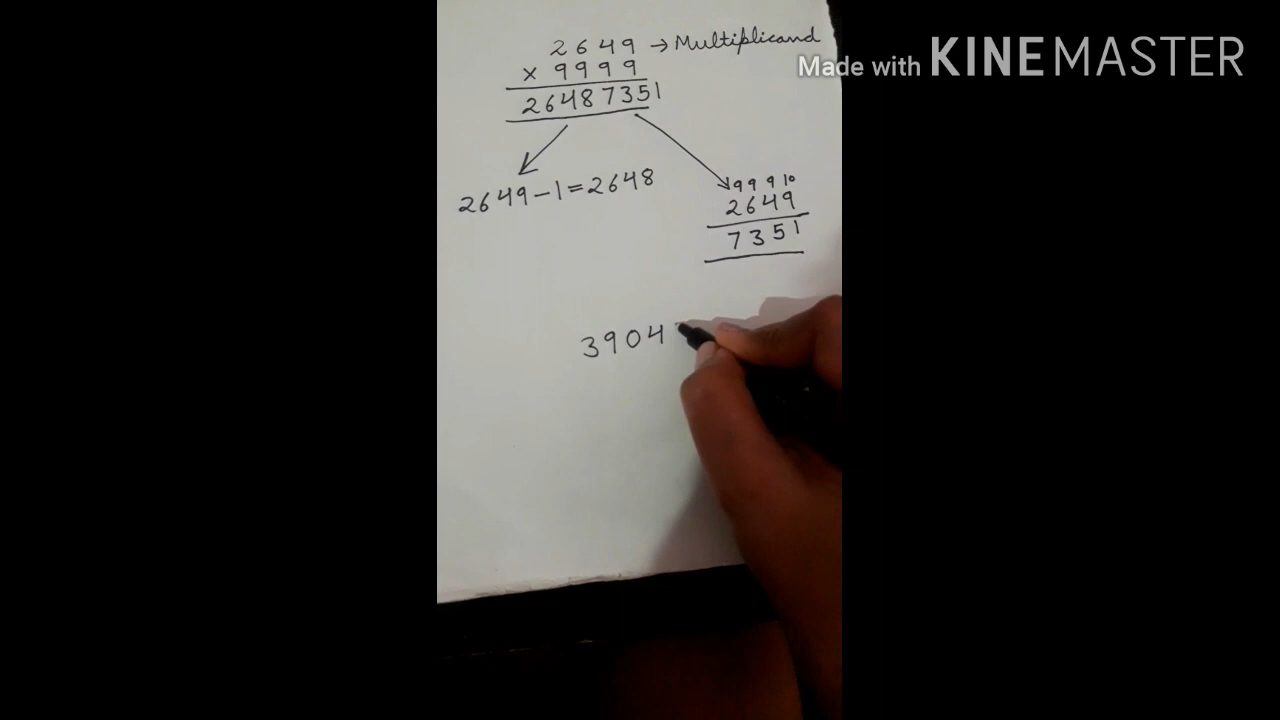 2649 → Multiplicand
× 9999
26487351
2649-1=2648
9 9 9 10
2649
7351
3904
Made with KINEMASTER